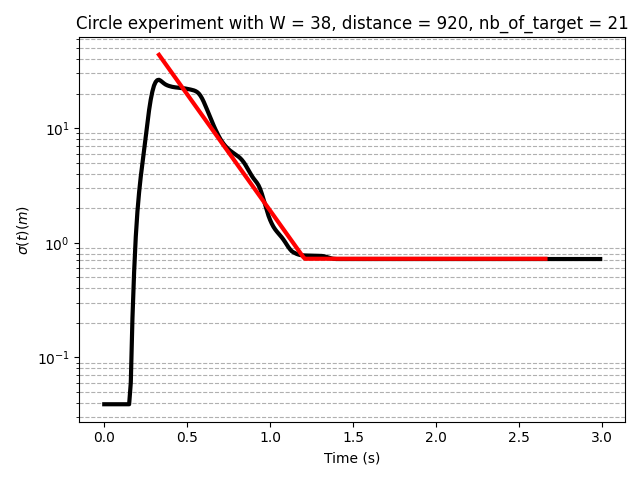 Circle experiment with W = 38, distance = 920, nb_of_target = 21
σ(t)(m)
10¹
10⁰
10⁻¹
0.0 0.5 1.0 1.5 2.0 2.5 3.0
Time (s)